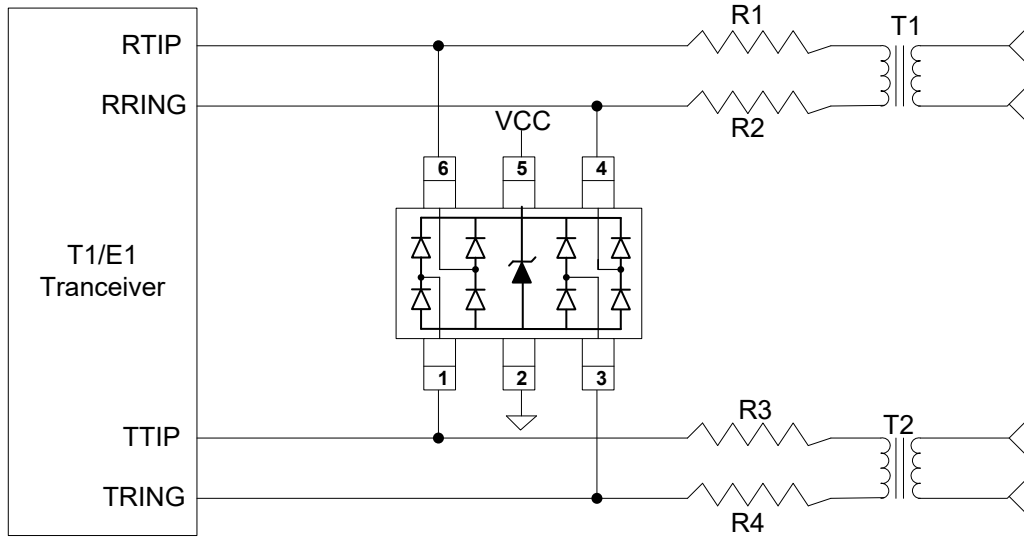 R1
T1
RTIP
RRING
R2
VCC
6
5
4
T1/E1
Tranceiver
1
2
3
R3
T2
TTIP
TRING
R4